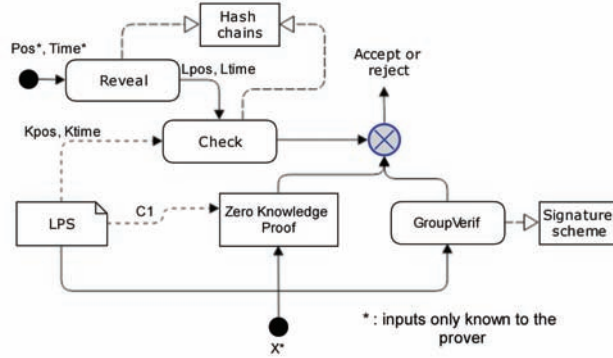 Hash
chains
Pos*, Time*
Reveal
Lpos, Ltime
Accept or
reject
Kpos, Ktime
Check
LPS
C1
Zero Knowledge
Proof
GroupVerif
Signature
scheme
X*
* : inputs only known to the
prover